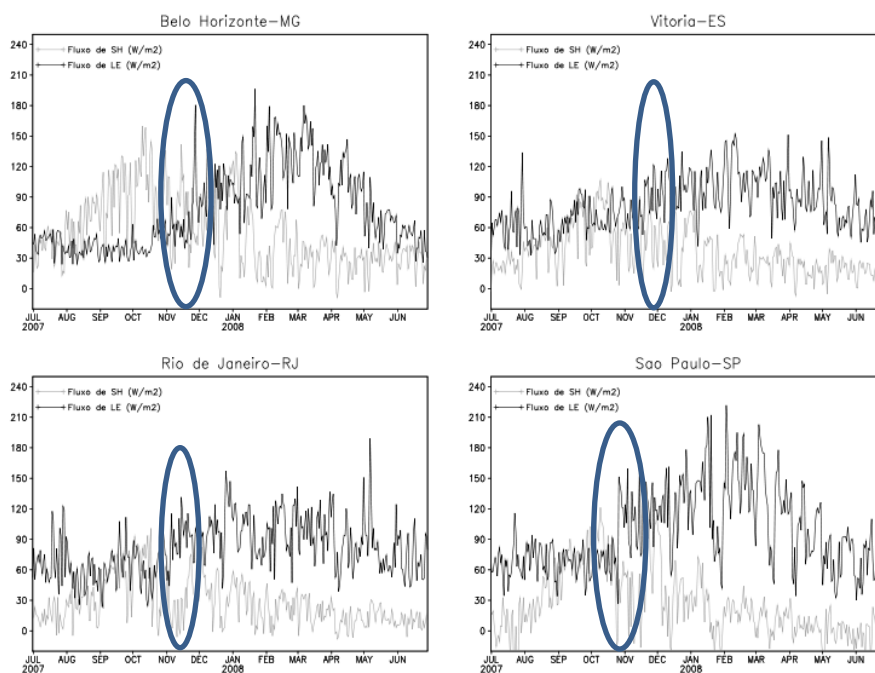 Belo Horizonte-MG
240
Fluxo de SH (W/m2)
Fluxo de LE (W/m2)
210
180
150
120
90
60
30
0
JUL AUG SEP OCT NOV DEC JAN FEB MAR APR MAY JUN
2007 2008
Vitoria-ES
240
Fluxo de SH (W/m2)
Fluxo de LE (W/m2)
210
180
150
120
90
60
30
0
JUL AUG SEP OCT NOV DEC JAN FEB MAR APR MAY JUN
2007 2008
Rio de Janeiro-RJ
240
Fluxo de SH (W/m2)
Fluxo de LE (W/m2)
210
180
150
120
90
60
30
0
JUL AUG SEP OCT NOV DEC JAN FEB MAR APR MAY JUN
2007 2008
Sao Paulo-SP
240
Fluxo de SH (W/m2)
Fluxo de LE (W/m2)
210
180
150
120
90
60
30
0
JUL AUG SEP OCT NOV DEC JAN FEB MAR APR MAY JUN
2007 2008